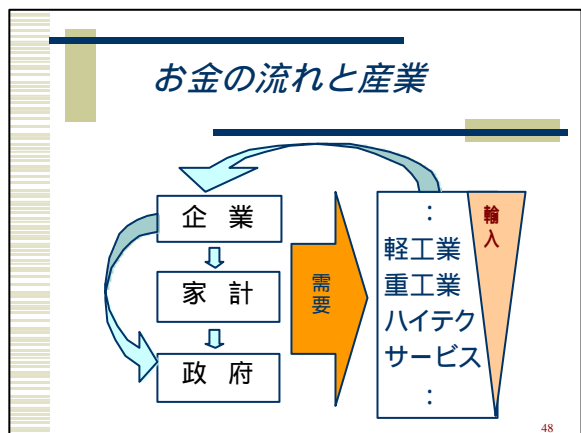 お金の流れと産業
企 業
家 計
政 府
需要
：
軽工業
重工業
ハイテク
サービス
：
輸入
48